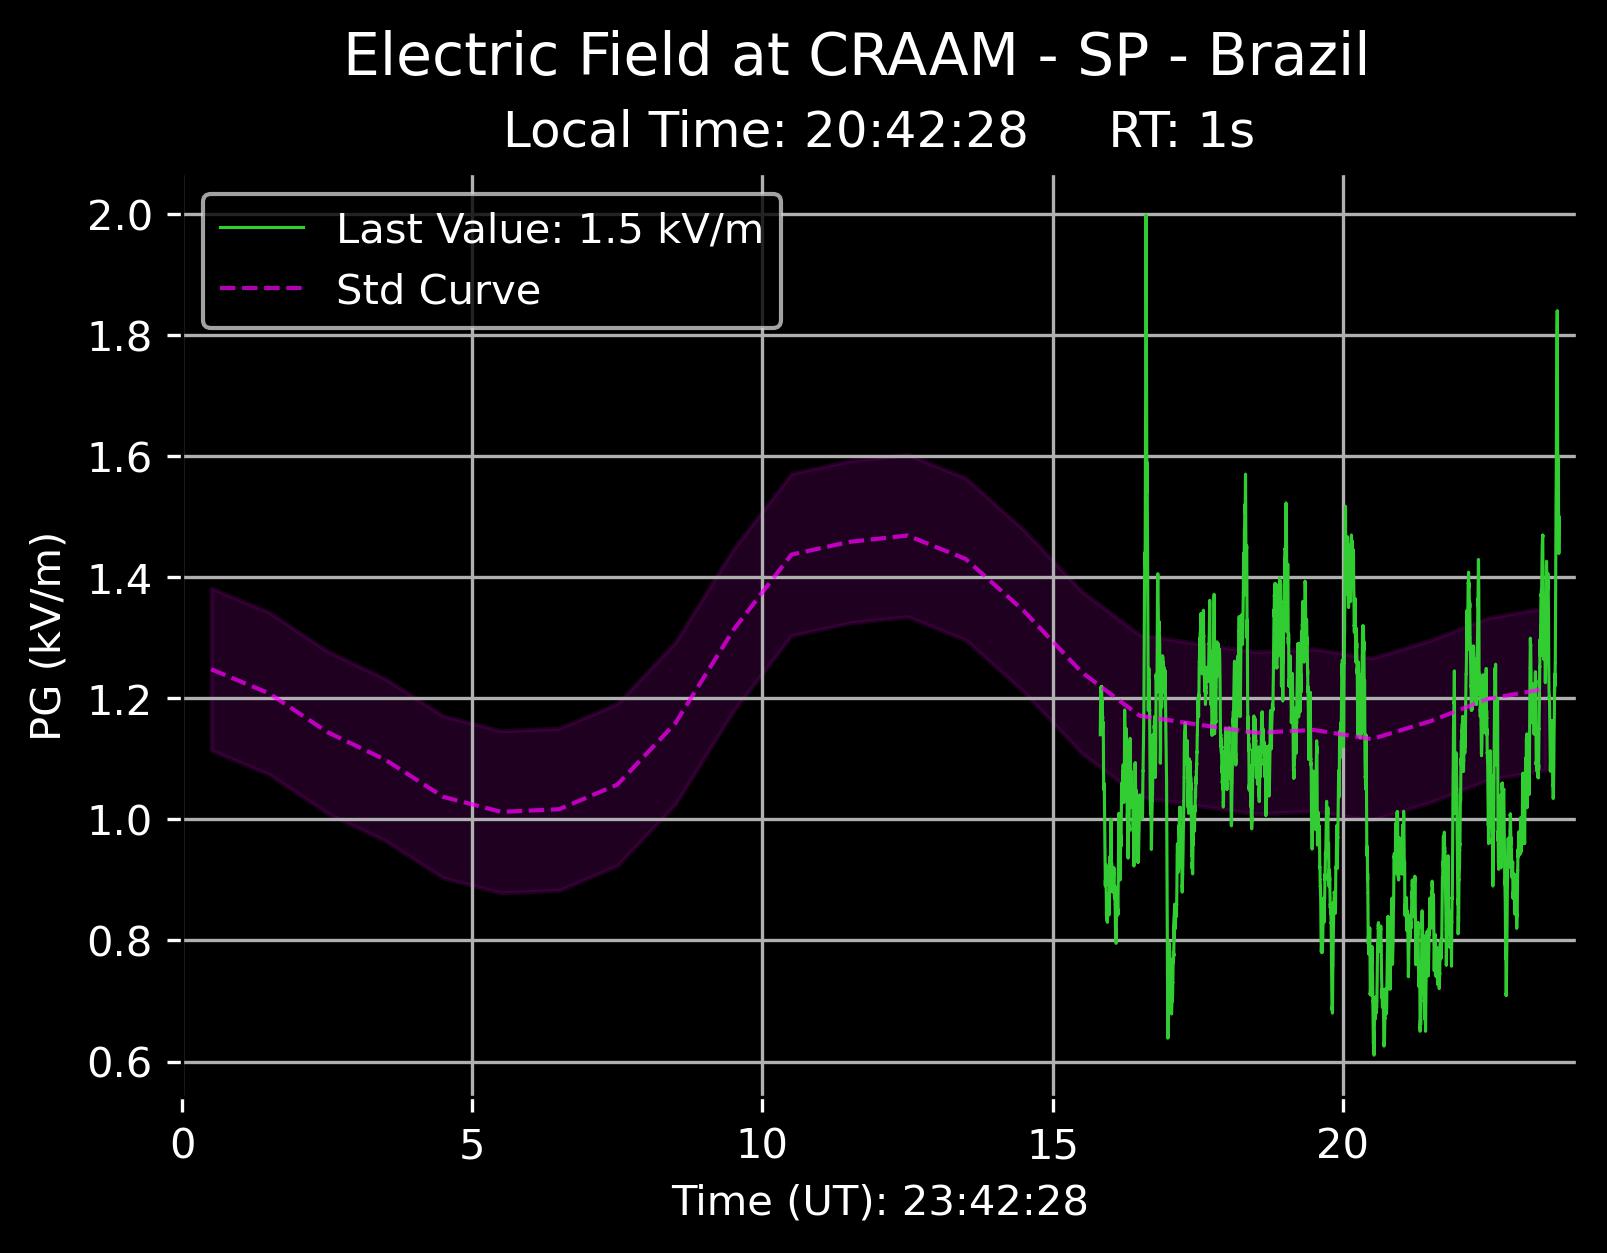 Electric Field at CRAAM - SP - Brazil
Local Time: 20:42:28 RT: 1s
Last Value: 1.5 kV/m
Std Curve
PG (kV/m)
2.0
1.8
1.6
1.4
1.2
1.0
0.8
0.6
0 5 10 15 20
Time (UT): 23:42:28